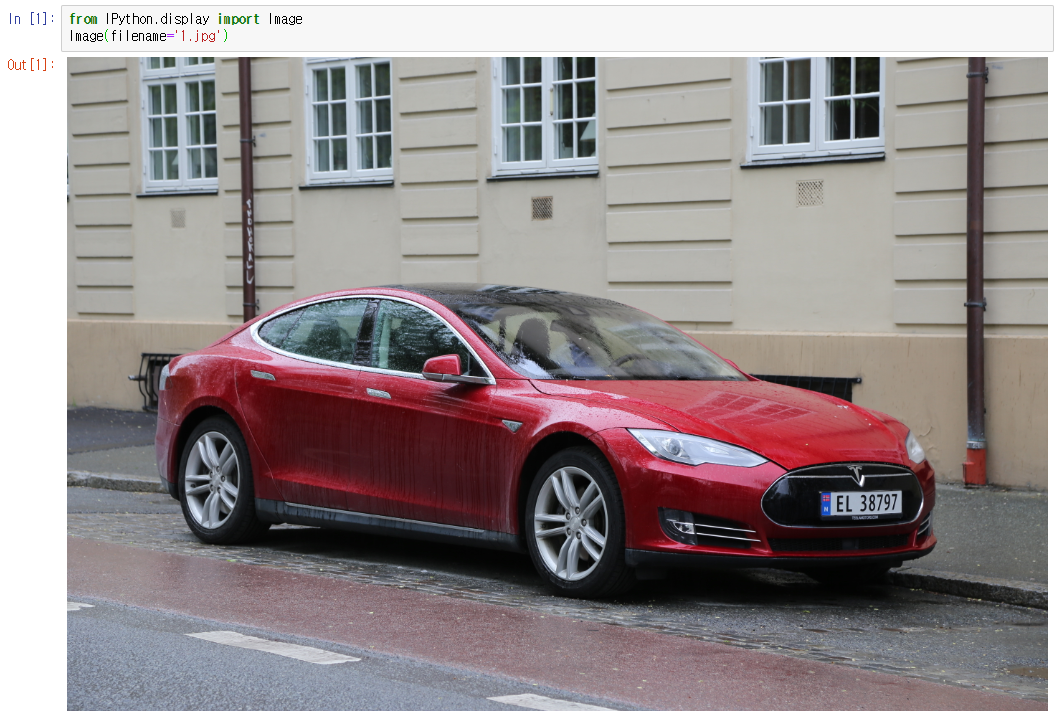 In [1]:
from IPython.display import Image
Image(filename='1.jpg')
Out[1]:
EL 38797
N